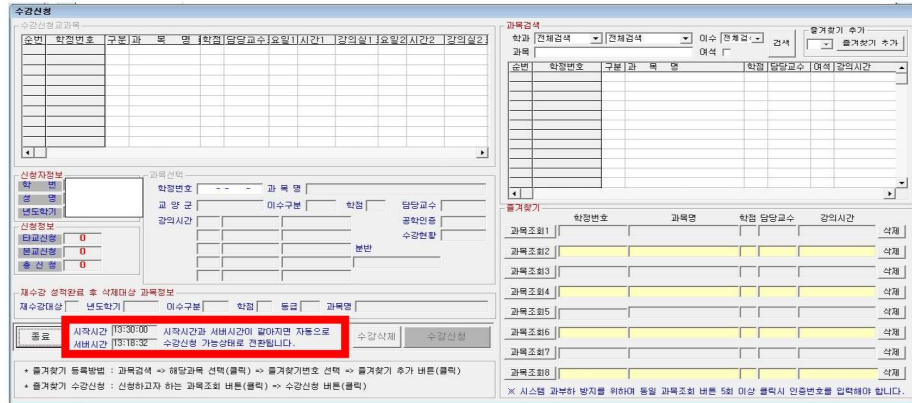 수강신청
수강신청교과목
순번 학정번호 구분 과 목 명 학점 담당교수 요일1 시간1 강의실1 요일2 시간2 강의실2
신청자정보
학 번
성 명
년도학기
신청정보
타교신청 0
본교신청 0
총 신 청 0
과목선택
학정번호 -- - 과 목 명
교 양 군 이수구분 학점 담당교수
강의시간 공학인증
수강현황
분반
재수강 성적완료 후 삭제대상 과목정보
재수강대상 년도학기 이수구분 학점 등급 과목명
종료
시작시간 13:30:00 시작시간과 서버시간이 같아지면 자동으로
서버시간 13:18:32 수강신청 가능상태로 전환됩니다.
수강삭제 수강신청
* 즐겨찾기 등록방법 : 과목검색 => 해당과목 선택(클릭) => 즐겨찾기번호 선택 => 즐겨찾기 추가 버튼(클릭)
* 즐겨찾기 수강신청 : 신청하고자 하는 과목조회 버튼(클릭) => 수강신청 버튼(클릭)
과목검색
학과 전체검색 전체검색 이수 전체검 검색
과목 여석
즐겨찾기 추가
즐겨찾기 추가
순번 학정번호 구분 과 목 명 학점 담당교수 여석 강의시간
즐겨찾기
학정번호 과목명 학점 담당교수 강의시간
과목조회1 삭제
과목조회2 삭제
과목조회3 삭제
과목조회4 삭제
과목조회5 삭제
과목조회6 삭제
과목조회7 삭제
과목조회8 삭제
※ 시스템 과부하 방지를 위하여 동일 과목조회 버튼 5회 이상 클릭시 인증번호를 입력해야 합니다.